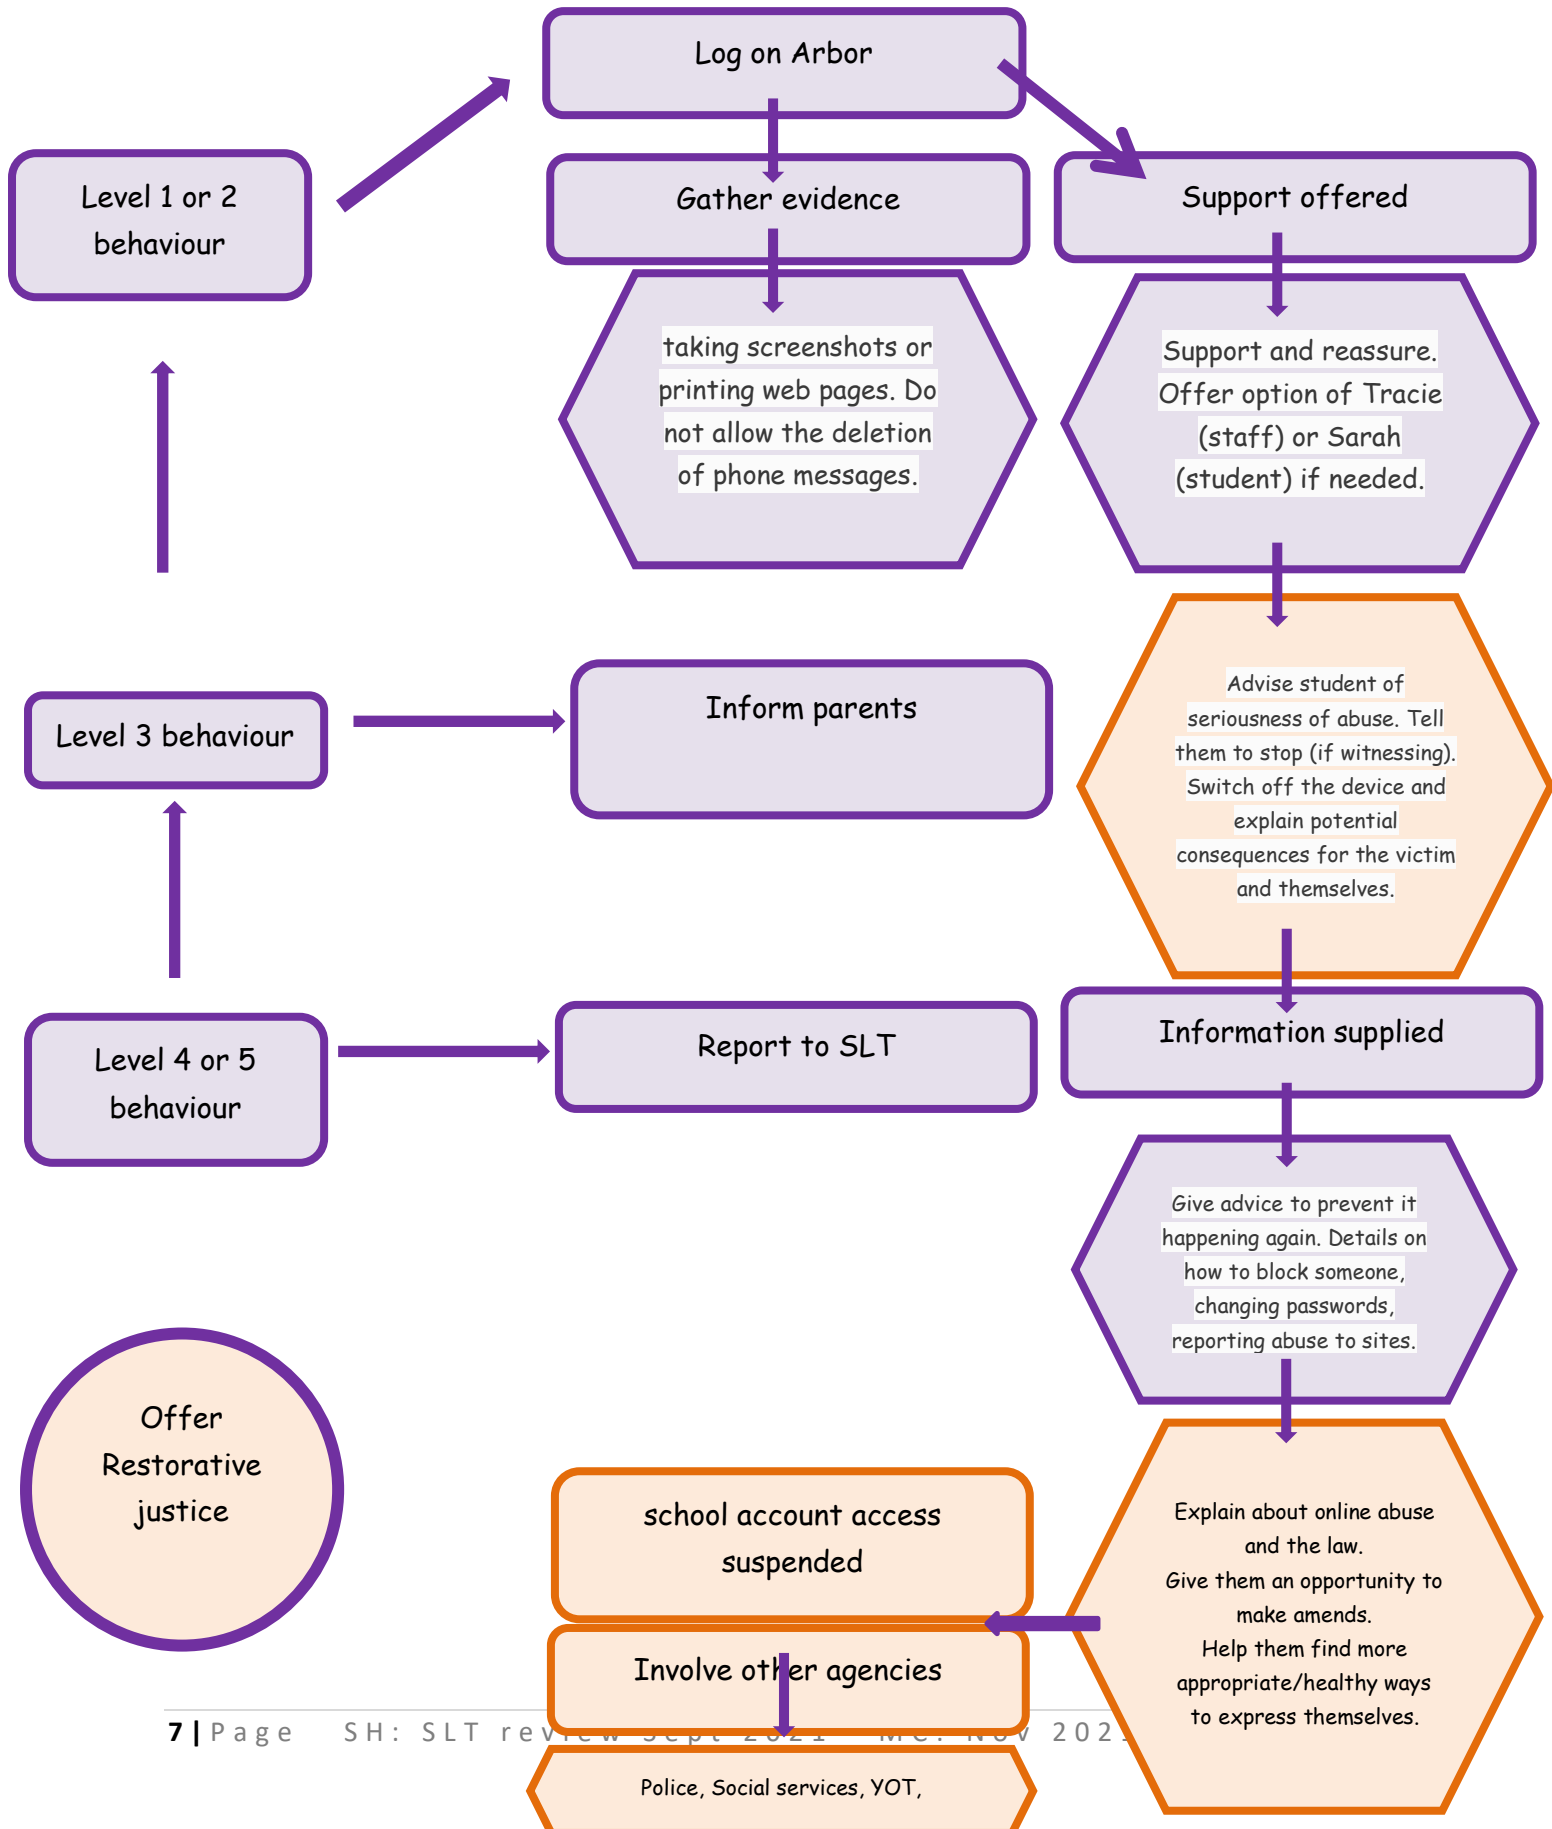 Log on Arbor
Level 1 or 2
behaviour
Gather evidence
Support offered
taking screenshots or
printing web pages. Do
not allow the deletion
of phone messages.
Support and reassure.
Offer option of Tracie
(staff) or Sarah
(student) if needed.
Advise student of
seriousness of abuse. Tell
them to stop (if witnessing).
Switch off the device and
explain potential
consequences for the victim
and themselves.
Level 3 behaviour
Inform parents
Level 4 or 5
behaviour
Report to SLT
Information supplied
Give advice to prevent it
happening again. Details on
how to block someone,
changing passwords,
reporting abuse to sites.
Offer
Restorative
justice
school account access
suspended
Explain about online abuse
and the law.
Give them an opportunity to
make amends.
Help them find more
appropriate/healthy ways
to express themselves.
Involve other agencies
7 | Page SH: SLT review Sept 2021 MC: Nov
Police, Social services, YOT,